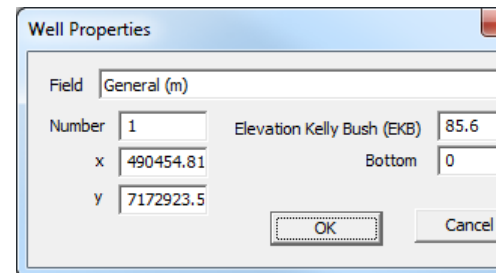 Well Properties
Field General (m)
Number 1 Elevation Kelly Bush (EKB) 85.6
x 490454.81 Bottom 0
y 7172923.5
OK Cancel